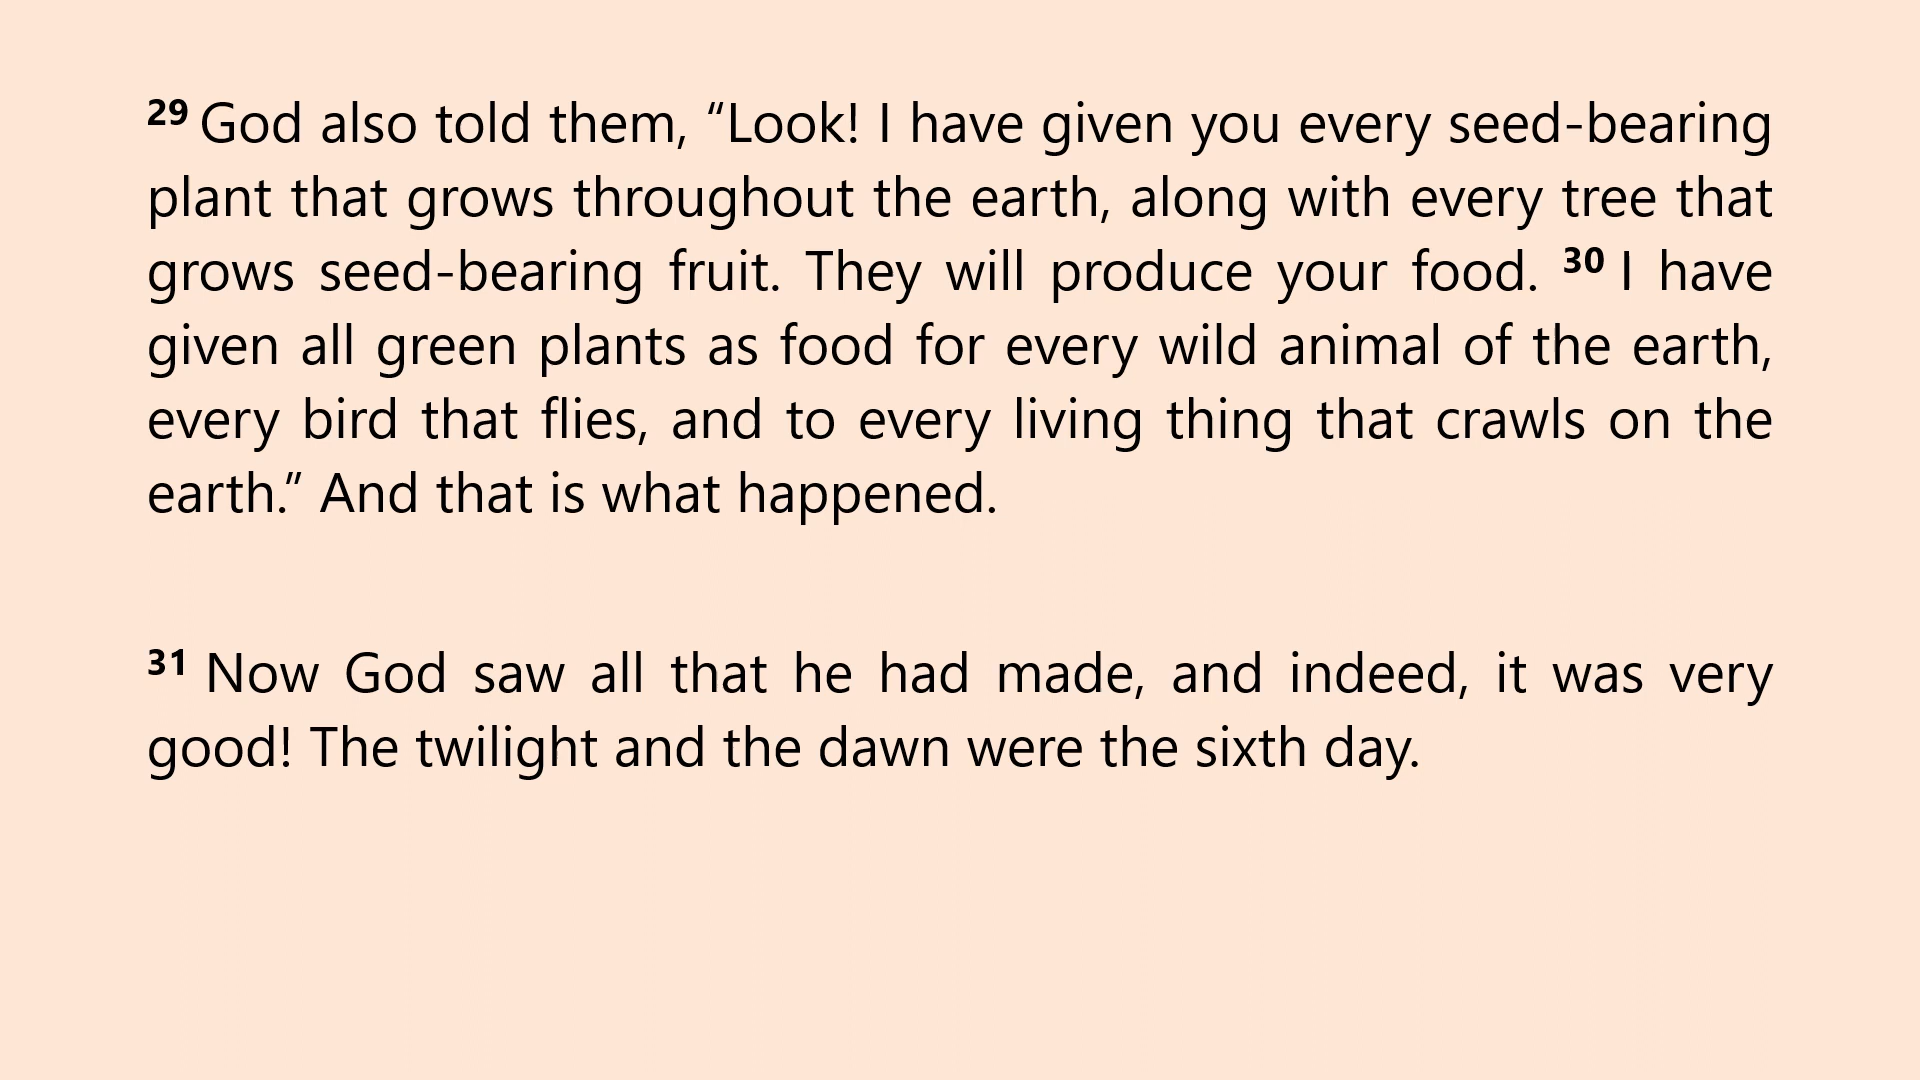 29 God also told them, “Look! I have given you every seed-bearing
plant that grows throughout the earth, along with every tree that
grows seed-bearing fruit. They will produce your food. 30 I have
given all green plants as food for every wild animal of the earth,
every bird that flies, and to every living thing that crawls on the
earth.” And that is what happened.
31 Now God saw all that he had made, and indeed, it was very
good! The twilight and the dawn were the sixth day.